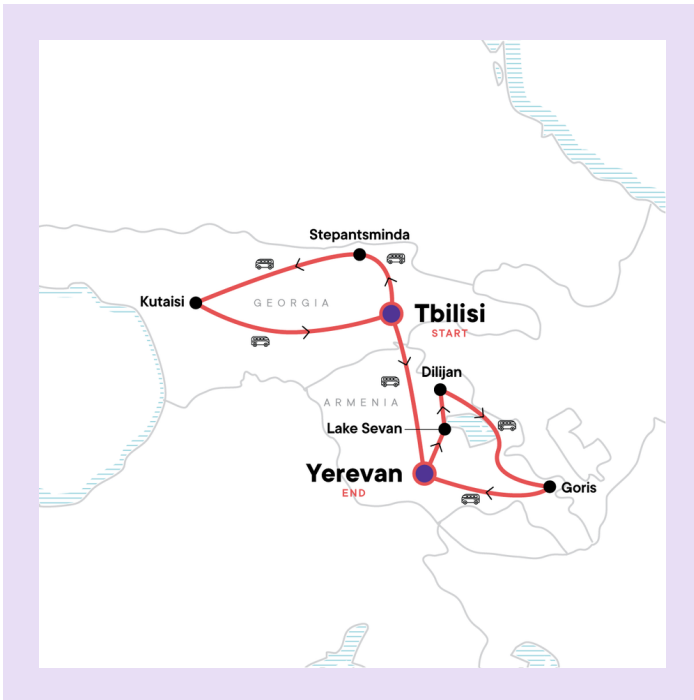 Stepantsminda
Kutaisi
GEORGIA
Tbilisi
START
Dilijan
ARMENIA
Lake Sevan
Yerevan
END
Goris